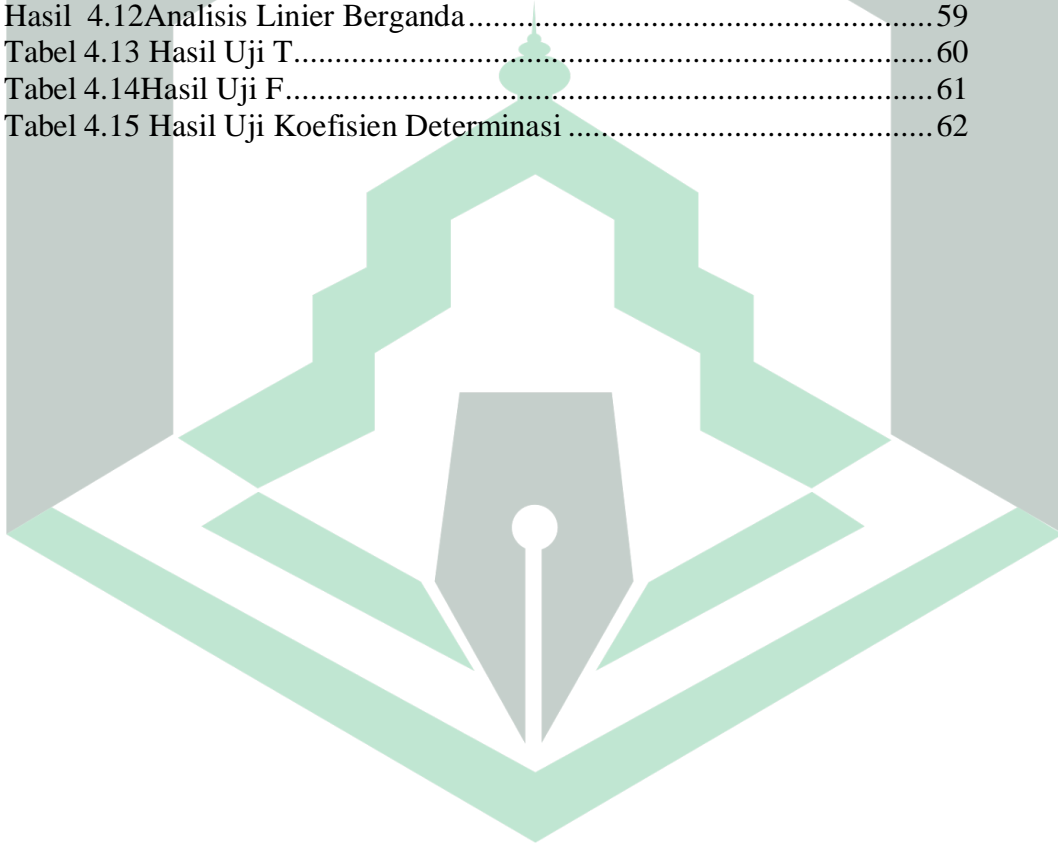 Hasil  4.12Analisis Linier Berganda.......................................................... 59
Tabel 4.13 Hasil Uji T................................................................................ 60
Tabel 4.14Hasil Uji F................................................................................. 61
Tabel 4.15 Hasil Uji Koefisien Determinasi ............................................. 62